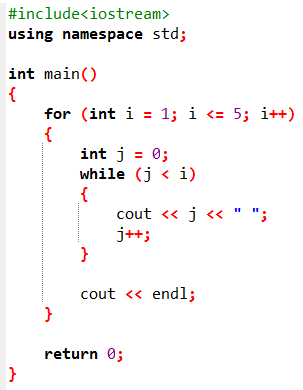 #include<iostream>
using namespace std;
int main()
{
for (int i = 1; i <= 5; i++)
{
int j = 0;
while (j < i)
{
cout << j << " ";
j++;
}
cout << endl;
}
return 0;
}